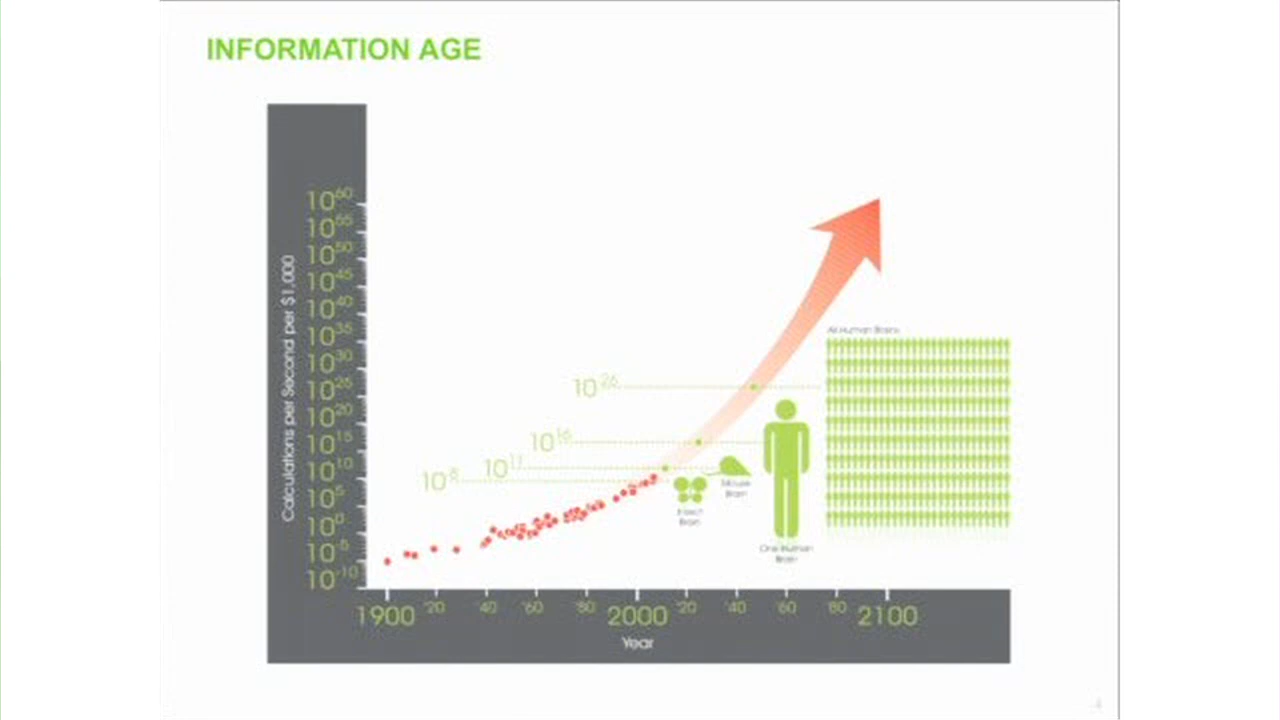 INFORMATION AGE
Calculations per Second per $1,000
10^60
10^55
10^50
10^45
10^40
10^35
10^30
10^25
10^20
10^15
10^10
10^5
10^0
10^-5
10^-10
All Human Brains
10^26
10^16
10^11
10^8
Mouse
Brain
Insect
Brain
One Human
Brain
1900 '20 '40 '60 '80 2000 '20 '40 '60 '80 2100
Year
4